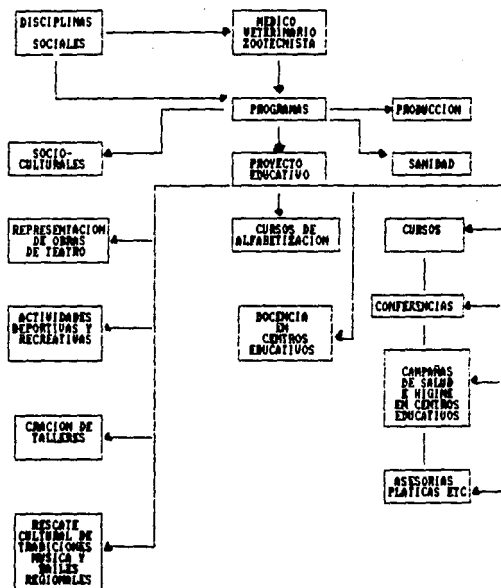 DISCIPLINAS
SOCIALES
MEDICO
VETERINARIO
ZOOTECNISTA
PROGRAMAS
PRODUCCION
SOCIO-
CULTURALES
PROYECTO
EDUCATIVO
SANIDAD
REPRESENTACION
DE OBRAS
DE TEATRO
CURSOS DE
ALFABETIZACION
CURSOS
ACTIVIDADES
DEPORTIVAS Y
RECREATIVAS
DOCENCIA
EN
CENTROS
EDUCATIVOS
CONFERENCIAS
CAMPAÑAS
DE SALUD
E HIGINE
EN CENTROS
EDUCATIVOS
CRACION DE
TALLERES
ASESORIAS
PLATICAS ETC
RESCATE
CULTURAL DE
TRADICIONES
MUSICA Y
BAILES
REGIONALES